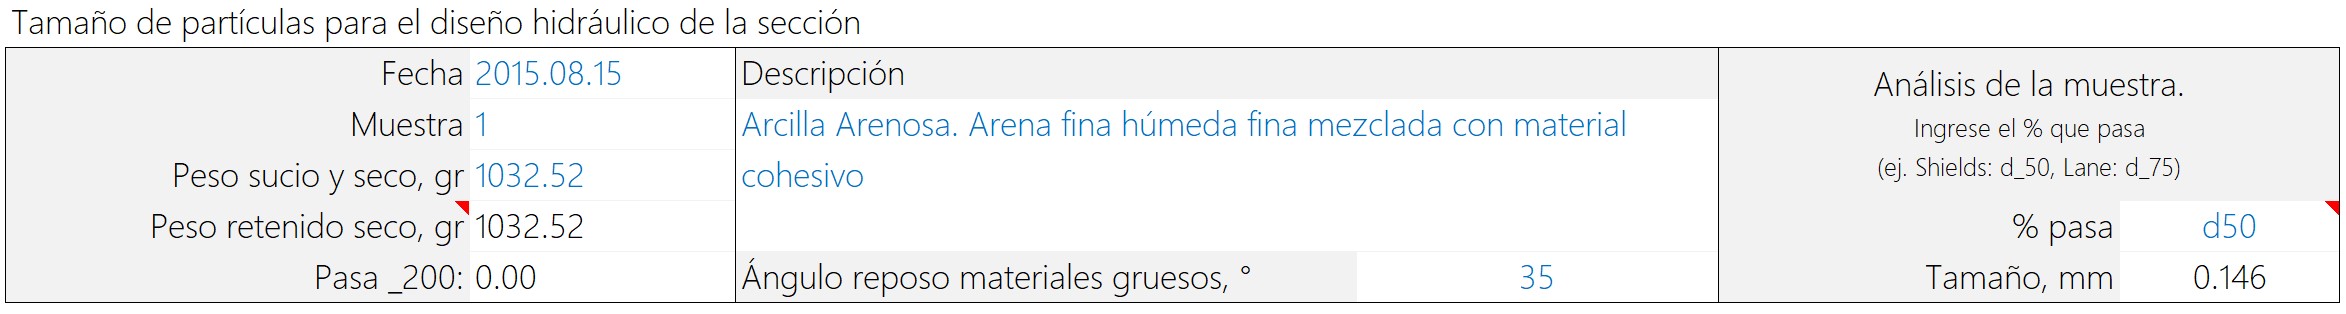 Tamaño de partículas para el diseño hidráulico de la sección
Fecha 2015.08.15
Muestra 1
Peso sucio y seco, gr 1032.52
Peso retenido seco, gr 1032.52
Pasa _200: 0.00
Descripción
Arcilla Arenosa. Arena fina húmeda fina mezclada con material
cohesivo
Ángulo reposo materiales gruesos, ° 35
Análisis de la muestra.
Ingrese el % que pasa
(ej. Shields: d_50, Lane: d_75)
% pasa d50
Tamaño, mm 0.146